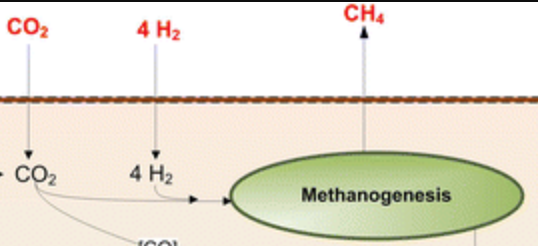 CO₂
4 H₂
CH₄
CO₂
4 H₂
Methanogenesis